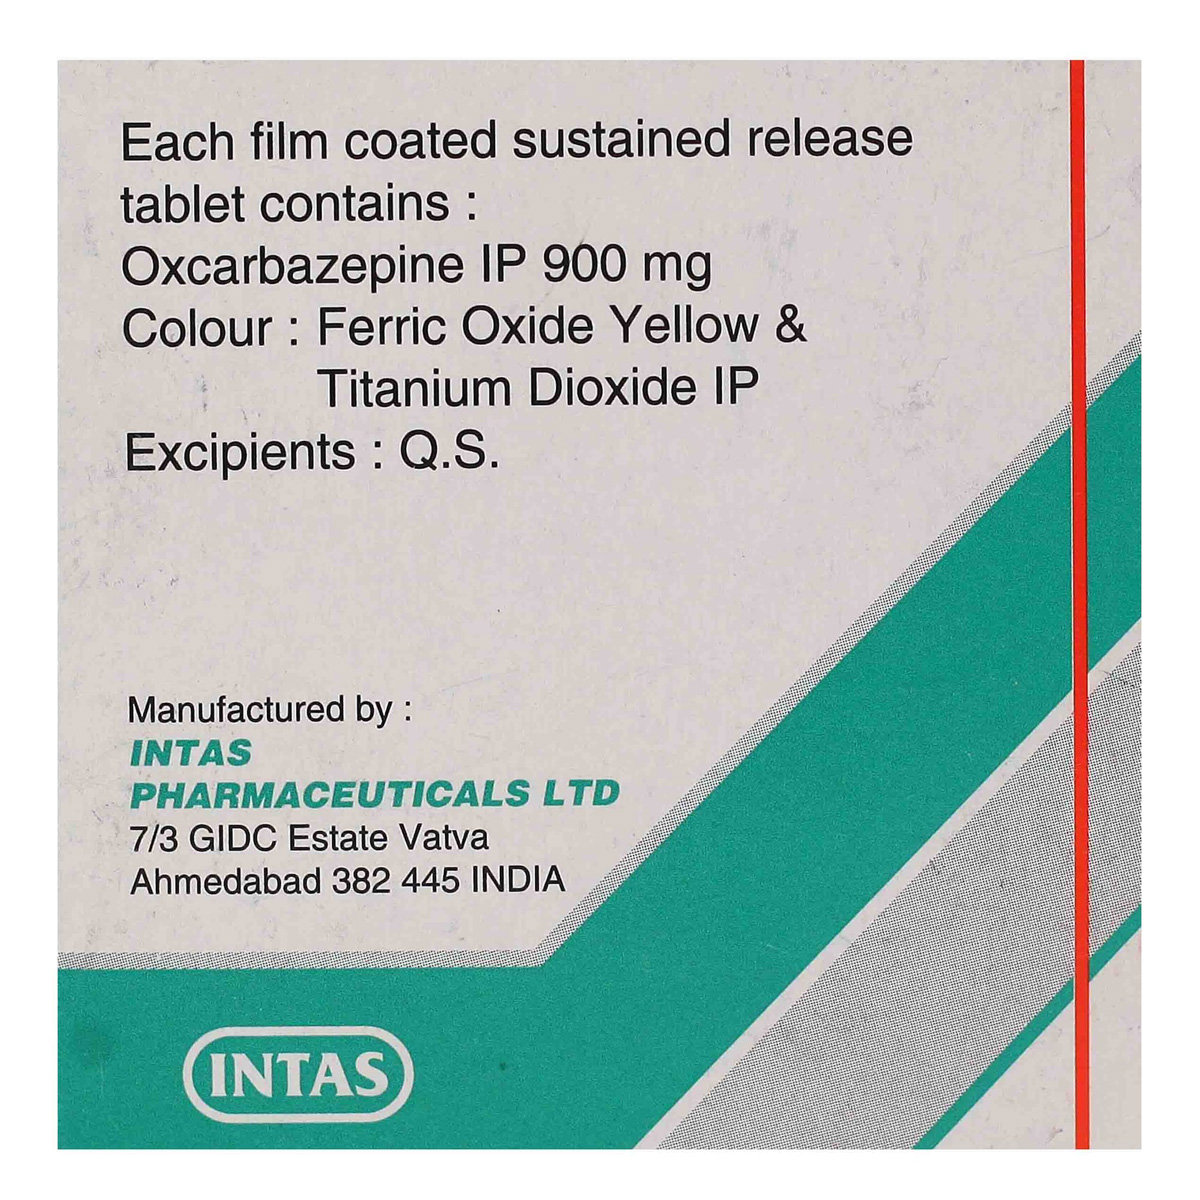 Each film coated sustained release
tablet contains :
Oxcarbazepine IP 900 mg
Colour : Ferric Oxide Yellow &
Titanium Dioxide IP
Excipients : Q.S.
Manufactured by :
INTAS
PHARMACEUTICALS LTD
7/3 GIDC Estate Vatva
Ahmedabad 382 445 INDIA
INTAS